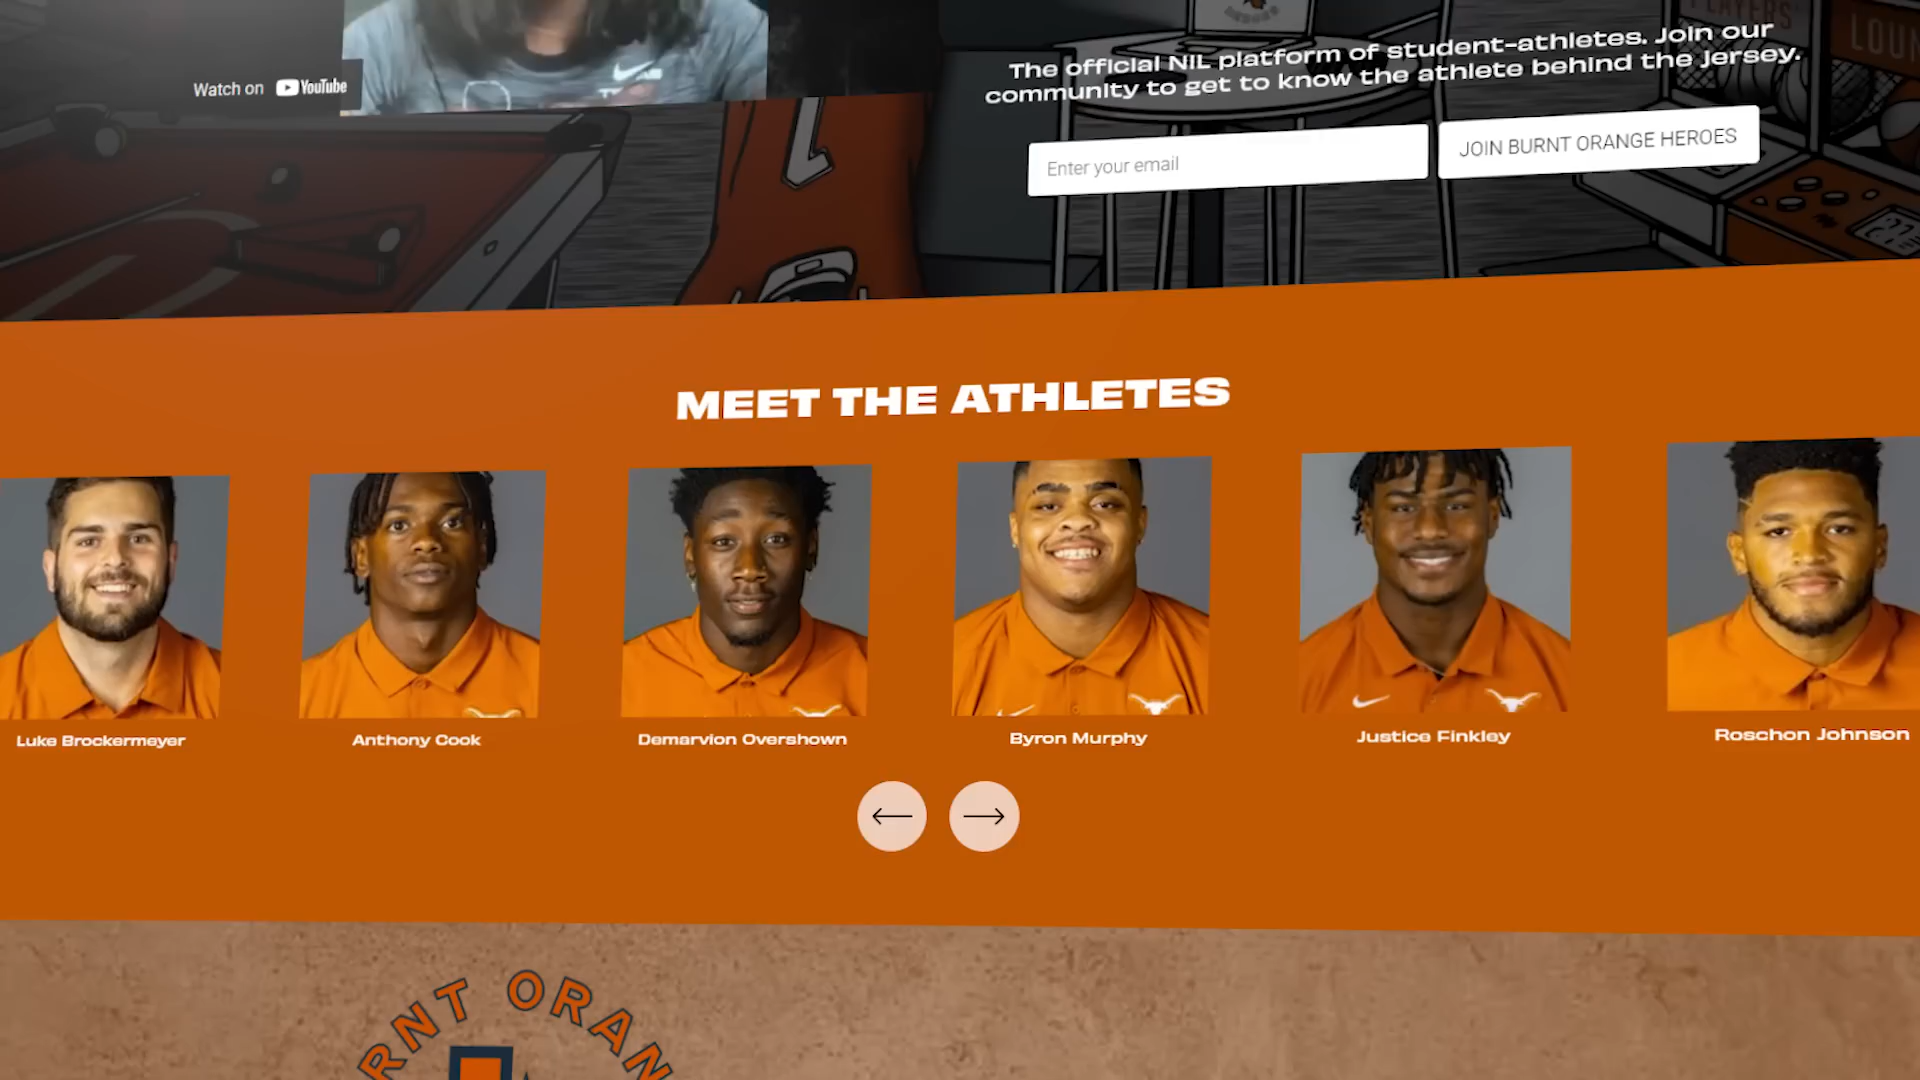 PLAYERS
LOUN
Watch on YouTube
The official NIL platform of student-athletes. Join our
community to get to know the athlete behind the jersey.
Enter your email
JOIN BURNT ORANGE HEROES
MEET THE ATHLETES
Luke Brockermeyer
Anthony Cook
Demarvion Overshown
Byron Murphy
Justice Finkley
Roschon Johnson
RNT ORAN